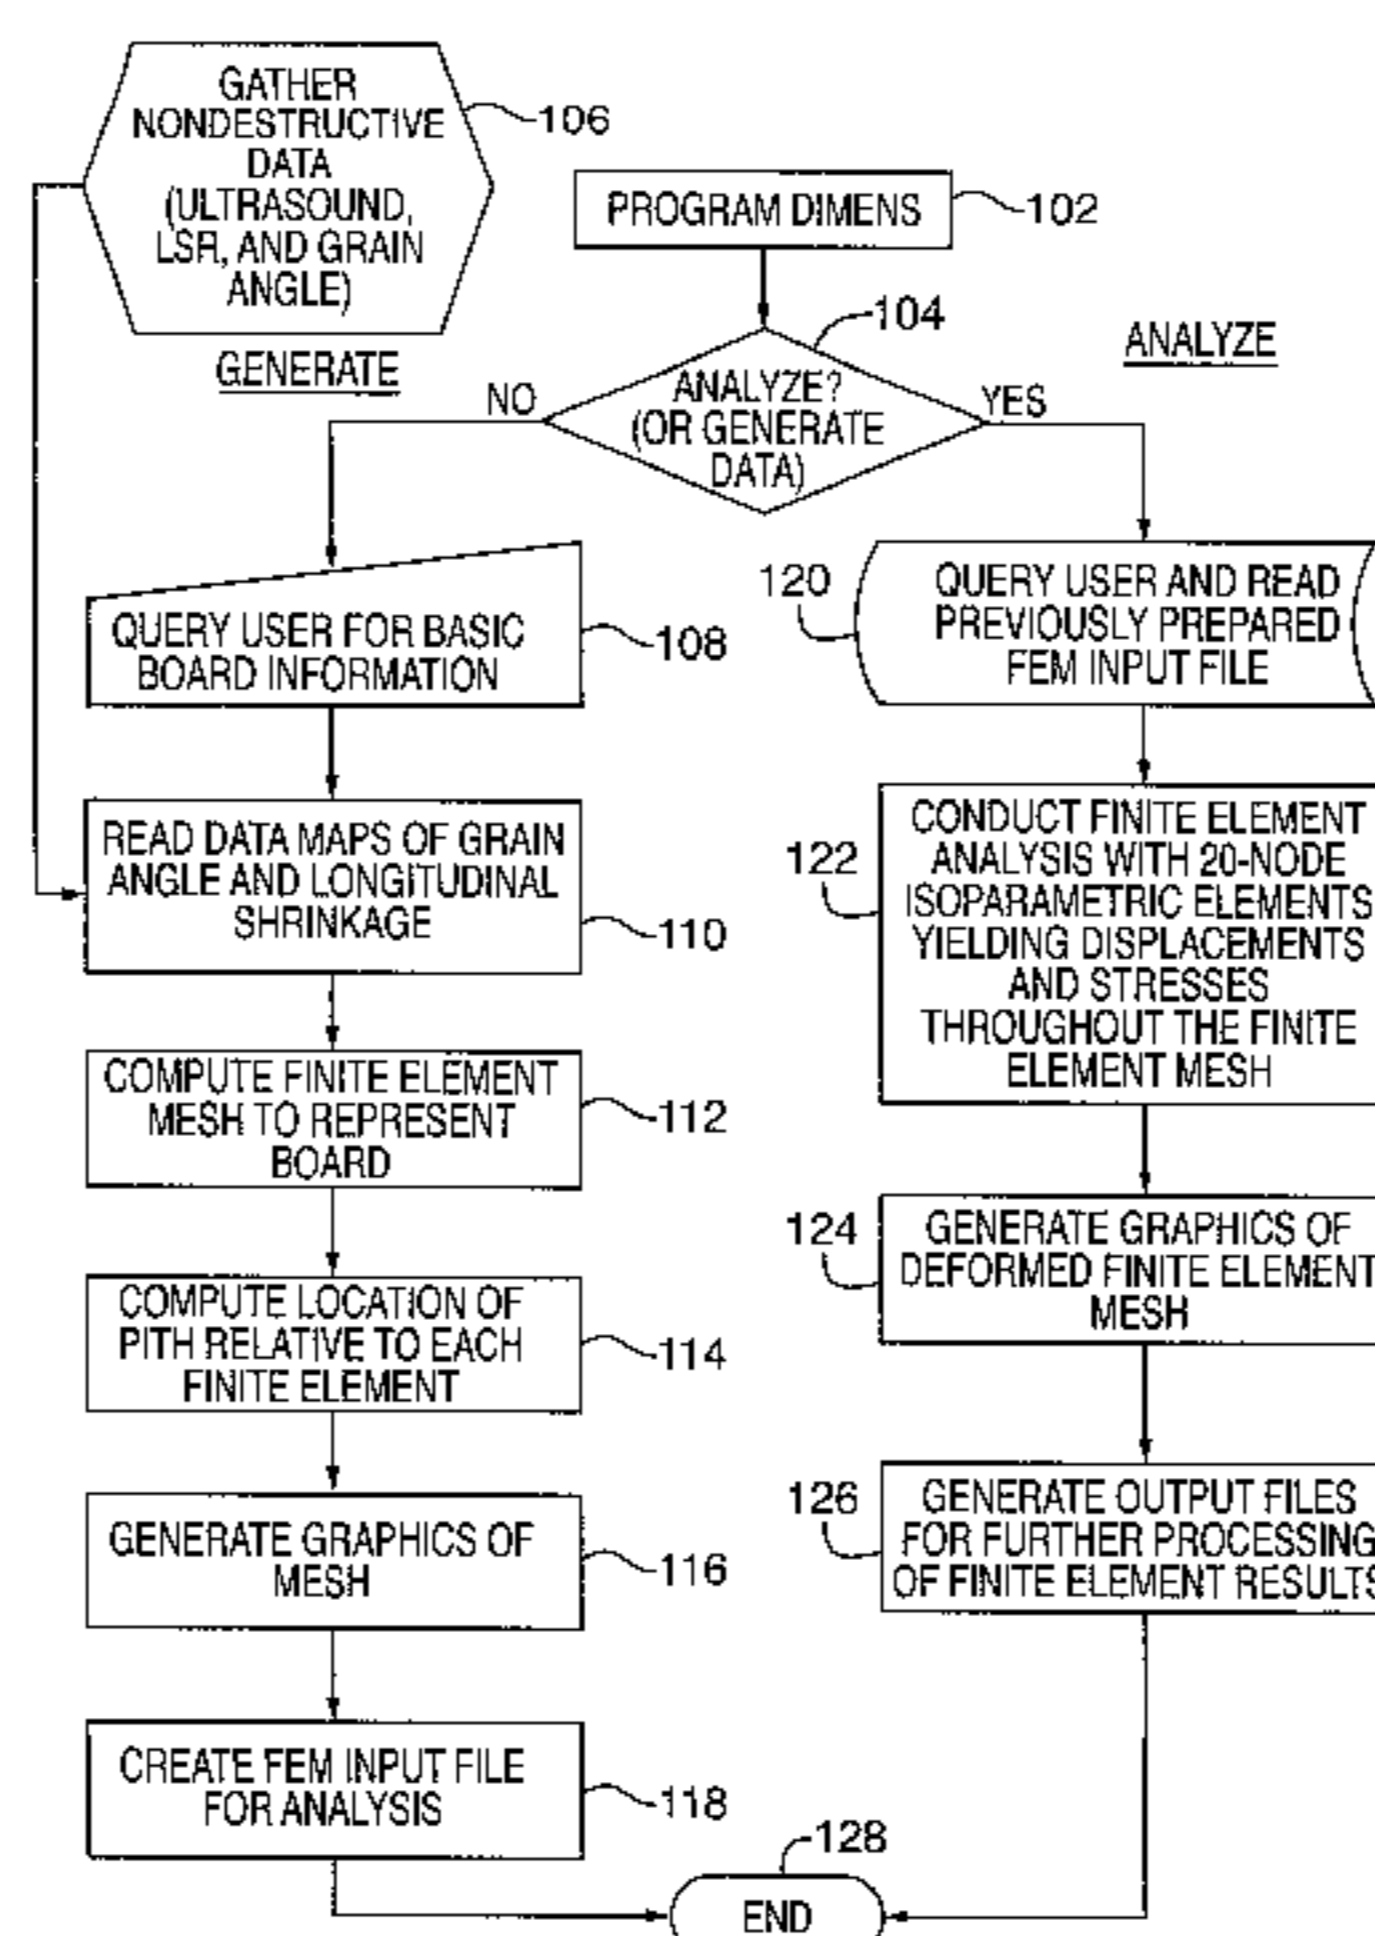 GATHER
NONDESTRUCTIVE
DATA
(ULTRASOUND,
LSR, AND GRAIN
ANGLE)
106
PROGRAM DIMENS
102
104
ANALYZE?
(OR GENERATE
DATA)
NO
YES
GENERATE
ANALYZE
QUERY USER FOR BASIC
BOARD INFORMATION
108
READ DATA MAPS OF GRAIN
ANGLE AND LONGITUDINAL
SHRINKAGE
110
COMPUTE FINITE ELEMENT
MESH TO REPRESENT
BOARD
112
COMPUTE LOCATION OF
PITH RELATIVE TO EACH
FINITE ELEMENT
114
GENERATE GRAPHICS OF
MESH
116
CREATE FEM INPUT FILE
FOR ANALYSIS
118
120
QUERY USER AND READ
PREVIOUSLY PREPARED
FEM INPUT FILE
122
CONDUCT FINITE ELEMENT
ANALYSIS WITH 20-NODE
ISOPARAMETRIC ELEMENTS
YIELDING DISPLACEMENTS
AND STRESSES
THROUGHOUT THE FINITE
ELEMENT MESH
124
GENERATE GRAPHICS OF
DEFORMED FINITE ELEMENT
MESH
126
GENERATE OUTPUT FILES
FOR FURTHER PROCESSING
OF FINITE ELEMENT RESULTS
128
END